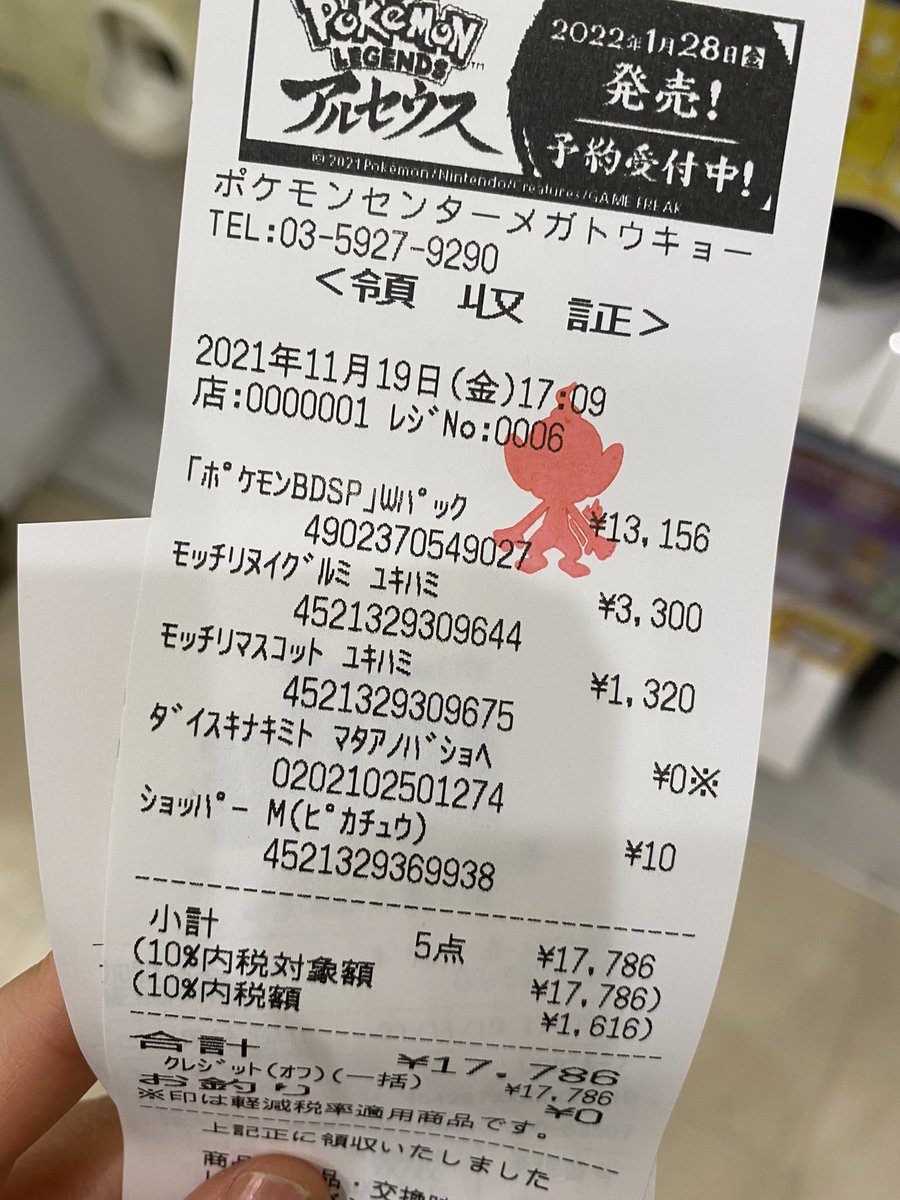 POKéMON
LEGENDS
アルセウス
2022年1月28日金
発売!
予約受付中!
© 2021 Pokémon/Nintendo/Creatures/GAME FREAK
ポケモンセンターメガトウキョー
TEL:03-5927-9290
<領 収 証>
2021年11月19日(金)17:09
店:0000001 レジNo:0006
「ポケモンBDSP」Wパック
4902370549027 ¥13,156
モッチリヌイグルミ ユキハミ
4521329309644 ¥3,300
モッチリマスコット ユキハミ
4521329309675 ¥1,320
ダイスキナキミト マタアノバショヘ
0202102501274 ¥0※
ショッパー M(ピカチュウ)
4521329369938 ¥10
小計 5点 ¥17,786
(10%内税対象額 ¥17,786)
(10%内税額 ¥1,616)
合計 ¥17,786
クレジット(オフ)(一括) ¥17,786
お釣り ¥0
※印は軽減税率適用商品です。
上記正に領収いたしました
商品 品・交換